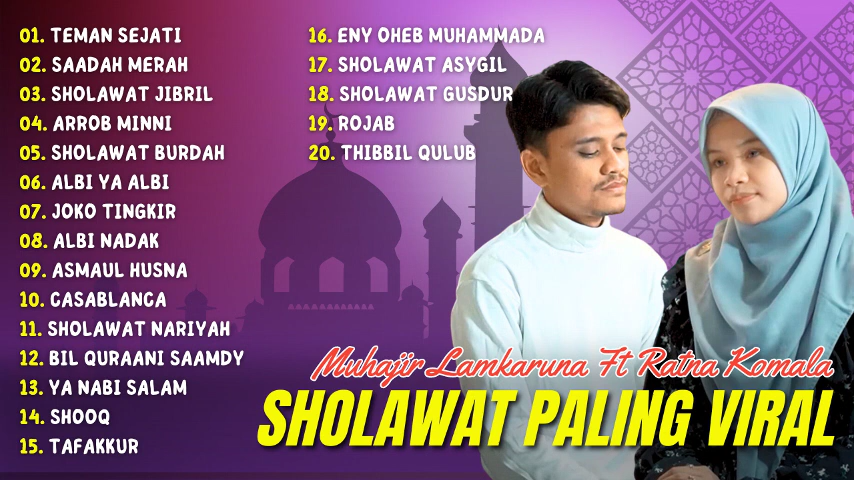 01. TEMAN SEJATI
02. SAADAH MERAH
03. SHOLAWAT JIBRIL
04. ARROB MINNI
05. SHOLAWAT BURDAH
06. ALBI YA ALBI
07. JOKO TINGKIR
08. ALBI NADAK
09. ASMAUL HUSNA
10. CASABLANCA
11. SHOLAWAT NARIYAH
12. BIL QURAANI SAAMDY
13. YA NABI SALAM
14. SHOOQ
15. TAFAKKUR
16. ENY OHEB MUHAMMADA
17. SHOLAWAT ASYGIL
18. SHOLAWAT GUSDUR
19. ROJAB
20. THIBBIL QULUB
Muhajir Lamkaruna Ft Ratna Komala
SHOLAWAT PALING VIRAL